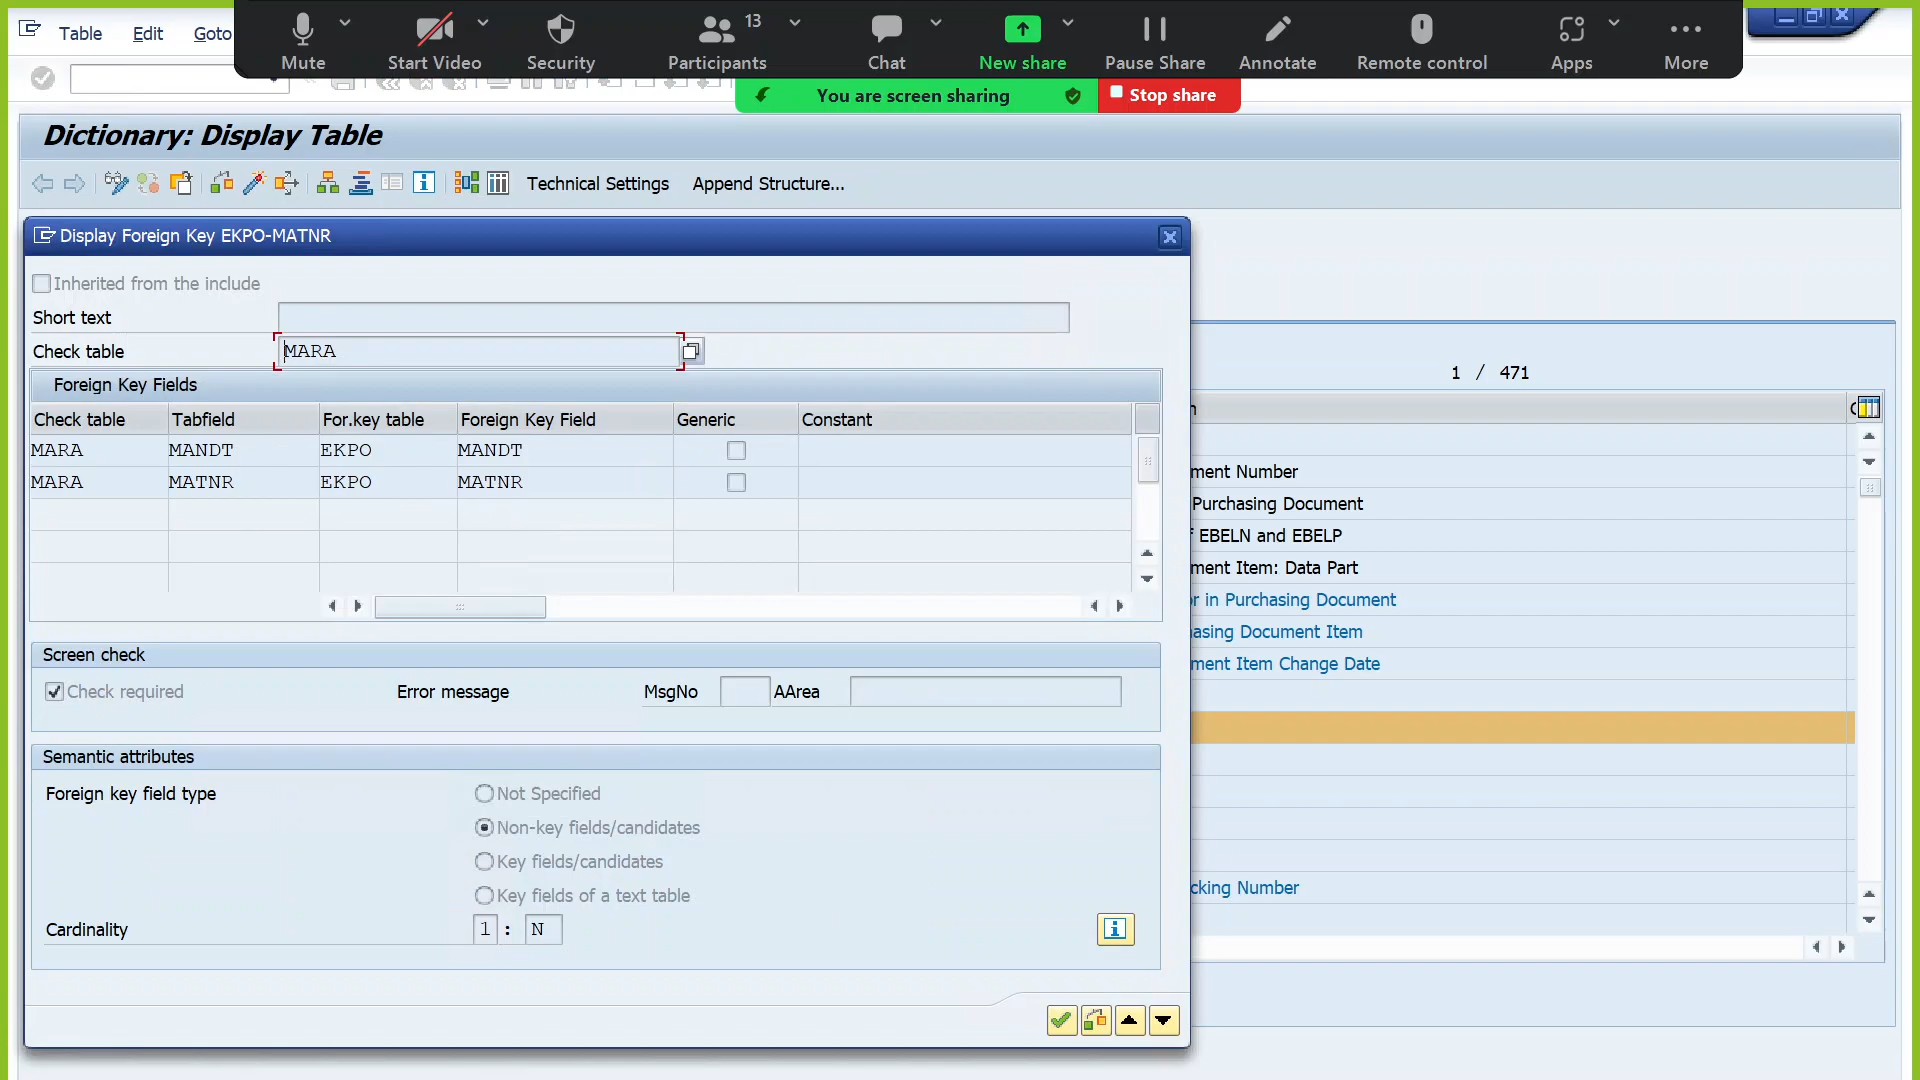 Table Edit Goto
Mute
Start Video
Security
13
Participants
Chat
New share
Pause Share
Annotate
Remote control
Apps
More
You are screen sharing
Stop share
Dictionary: Display Table
Technical Settings Append Structure...
Display Foreign Key EKPO-MATNR
Inherited from the include
Short text
Check table MARA
Foreign Key Fields
Check table Tabfield For.key table Foreign Key Field Generic Constant
MARA MANDT EKPO MANDT
MARA MATNR EKPO MATNR
Screen check
Check required Error message MsgNo AArea
Semantic attributes
Foreign key field type Not Specified
Non-key fields/candidates
Key fields/candidates
Key fields of a text table
Cardinality 1 : N
1 / 471
ment Number
Purchasing Document
f EBELN and EBELP
ment Item: Data Part
or in Purchasing Document
asing Document Item
ment Item Change Date
cking Number